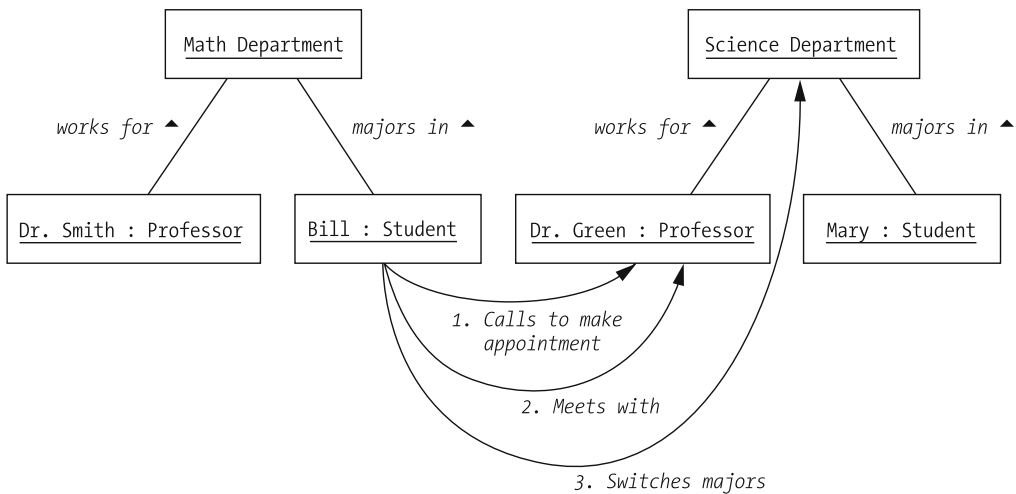 Math Department
Science Department
works for ▲
majors in ▲
works for ▲
majors in ▲
Dr. Smith : Professor
Bill : Student
Dr. Green : Professor
Mary : Student
1. Calls to make
appointment
2. Meets with
3. Switches majors